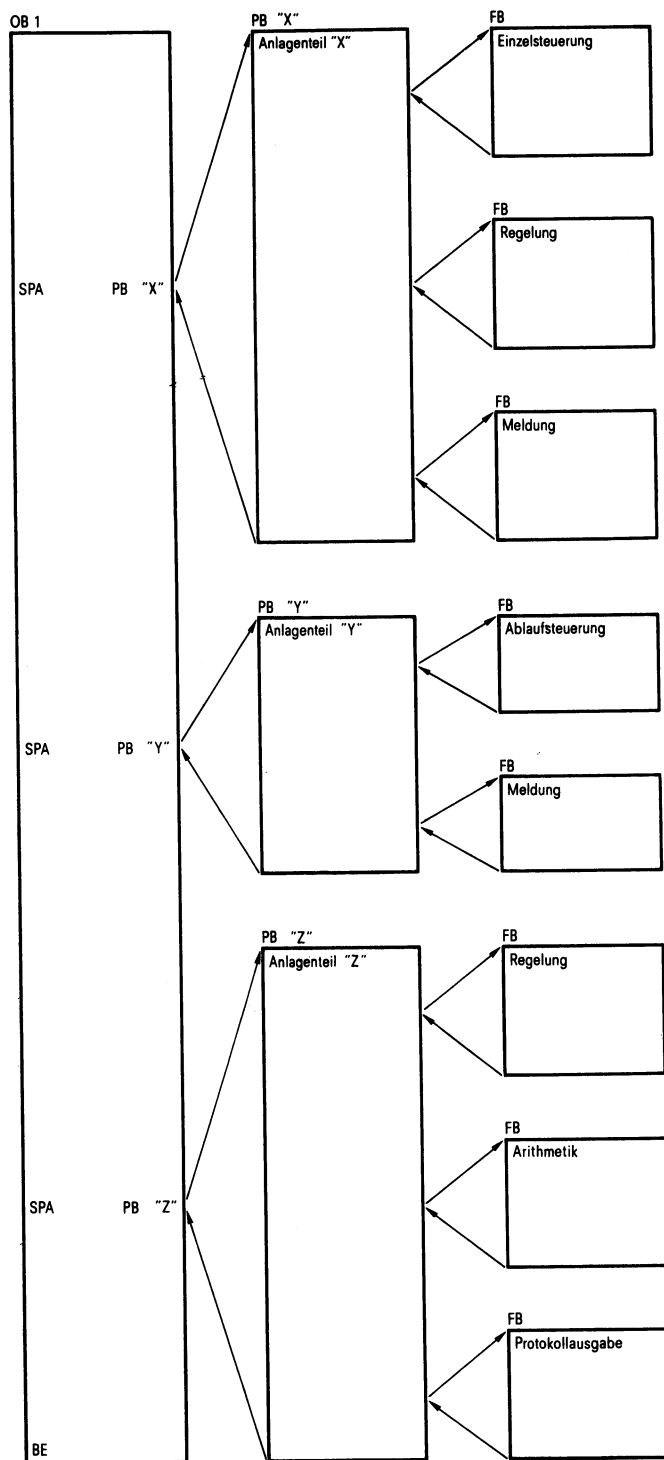 OB 1
SPA PB "X"
SPA PB "Y"
SPA PB "Z"
BE
PB "X"
Anlagenteil "X"
FB
Einzelsteuerung
FB
Regelung
FB
Meldung
PB "Y"
Anlagenteil "Y"
FB
Ablaufsteuerung
FB
Meldung
PB "Z"
Anlagenteil "Z"
FB
Regelung
FB
Arithmetik
FB
Protokollausgabe